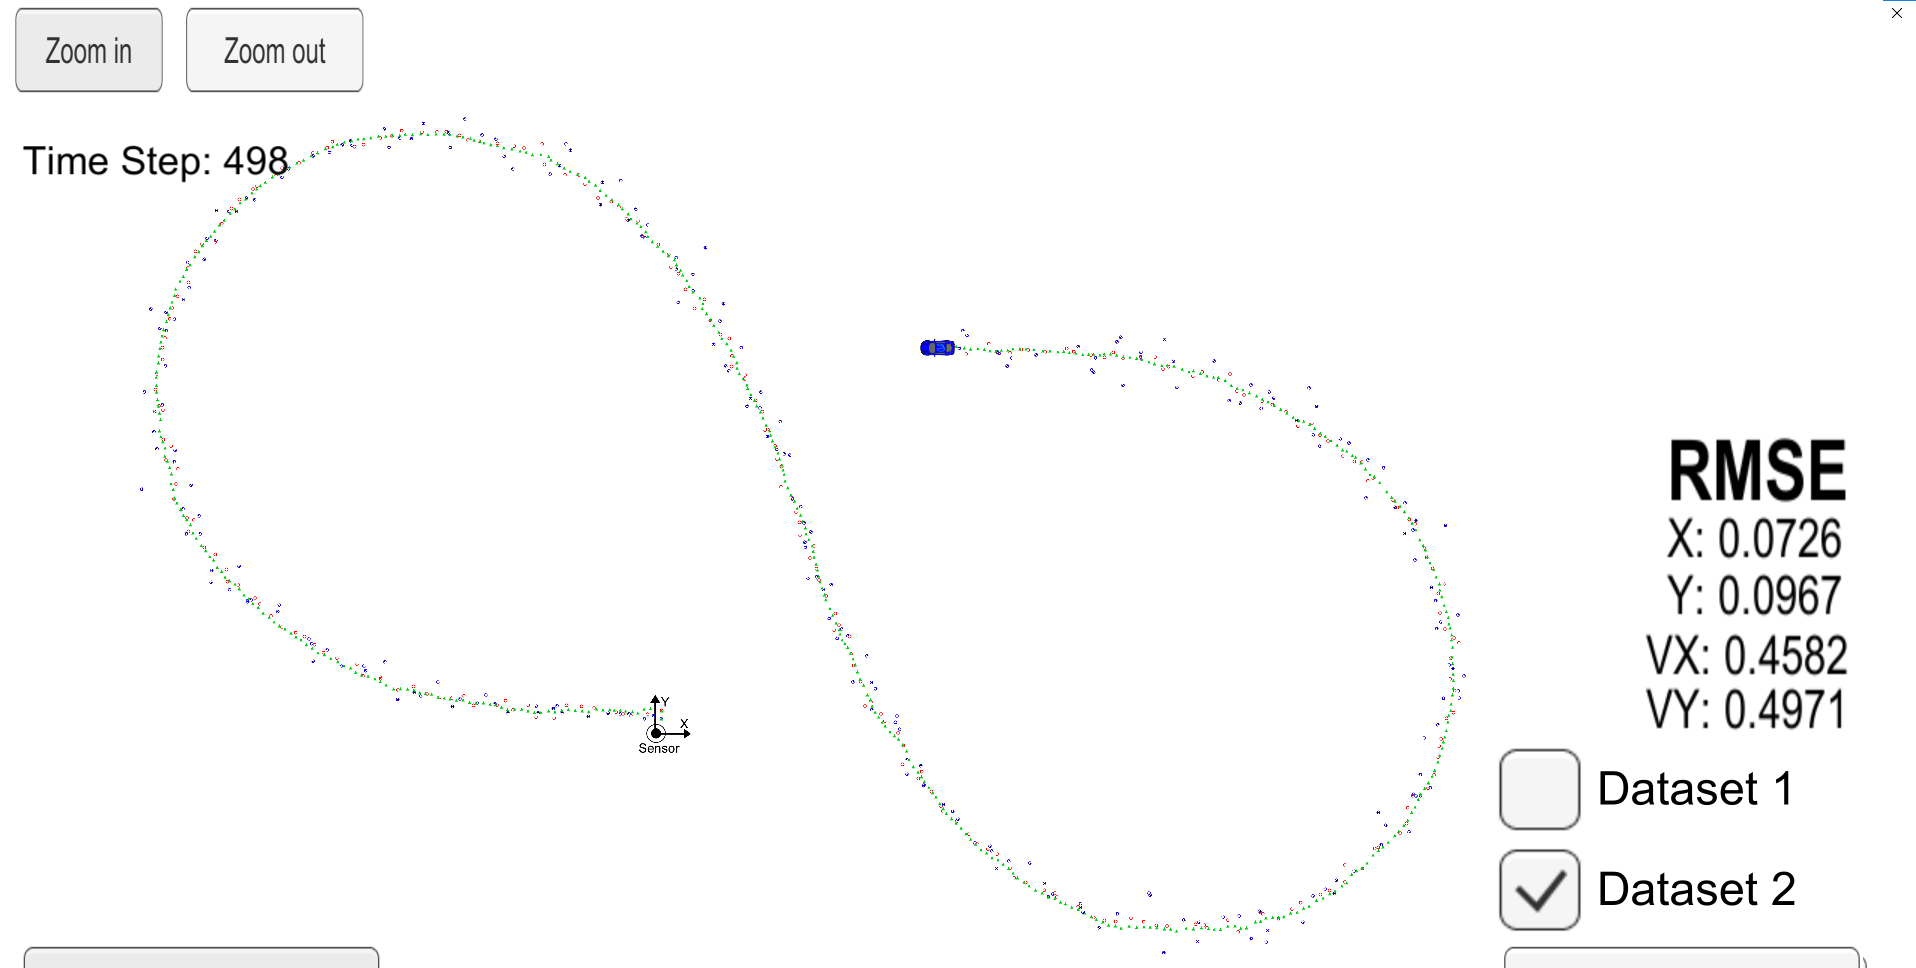 Zoom in
Zoom out
Time Step: 498
Y
X
Sensor
RMSE
X: 0.0726
Y: 0.0967
VX: 0.4582
VY: 0.4971
Dataset 1
Dataset 2